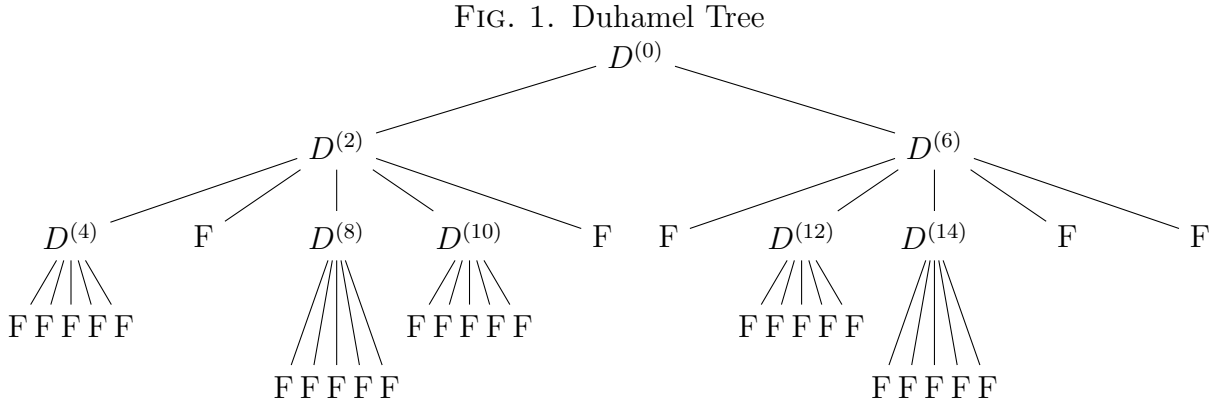 FIG. 1. Duhamel Tree
D^(0)
D^(2) D^(6)
D^(4) F D^(8) D^(10) F F D^(12) D^(14) F F
F F F F F F F F F F F F F F F
F F F F F F F F F F